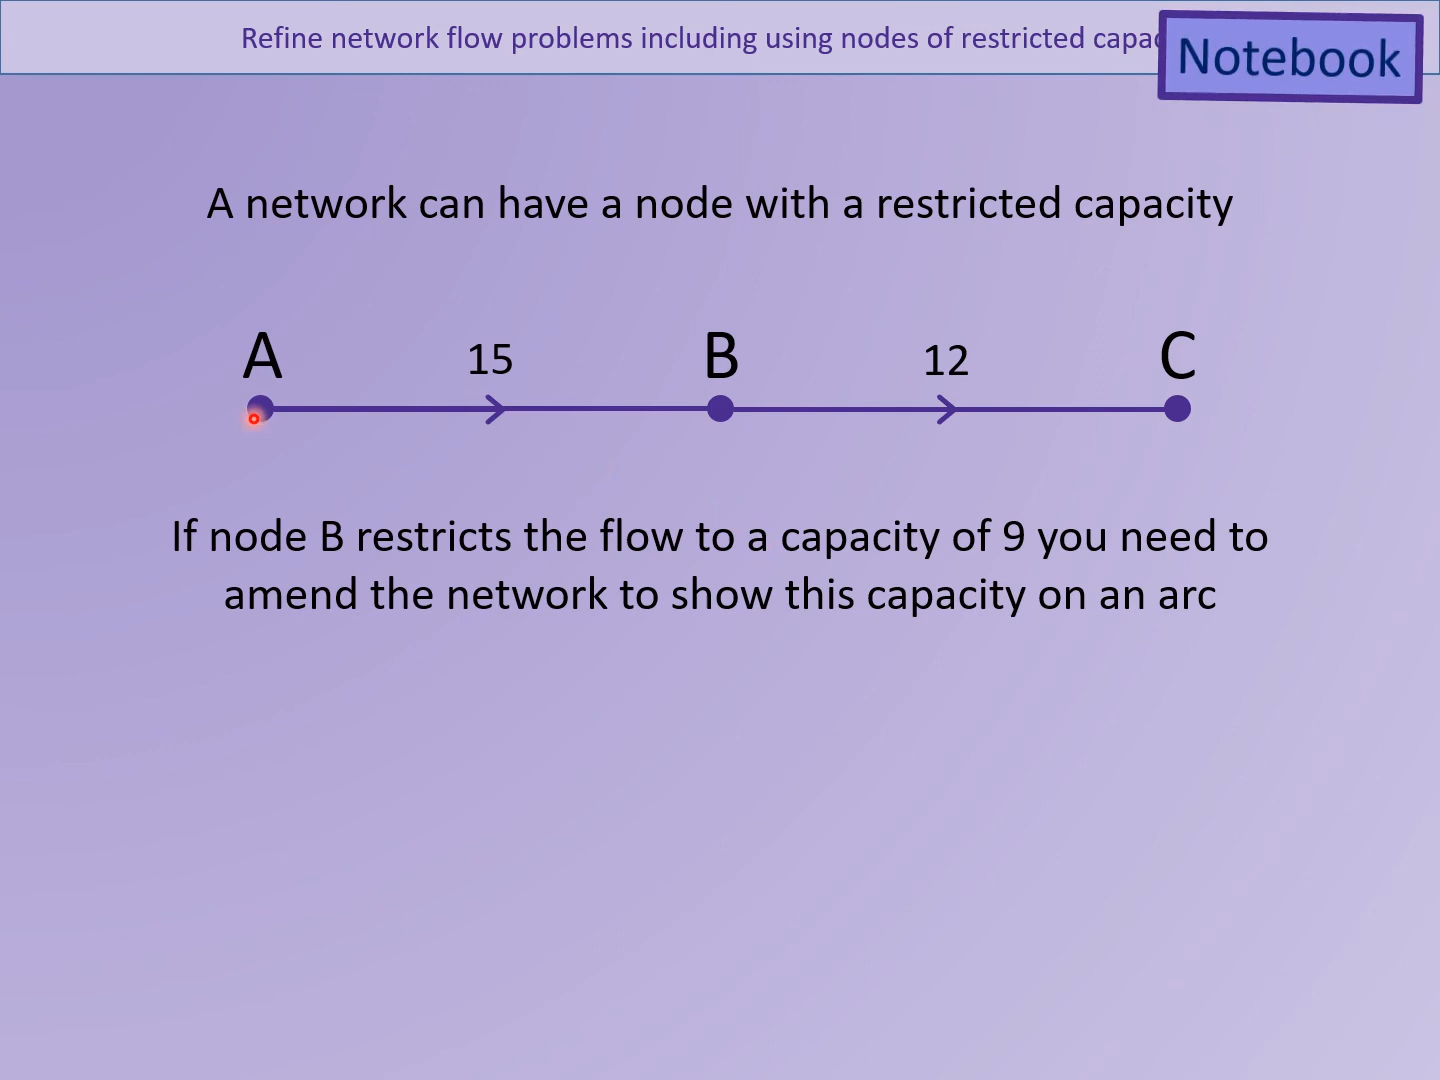 Refine network flow problems including using nodes of restricted
Notebook
A network can have a node with a restricted capacity
A 15 B 12 C
If node B restricts the flow to a capacity of 9 you need to
amend the network to show this capacity on an arc